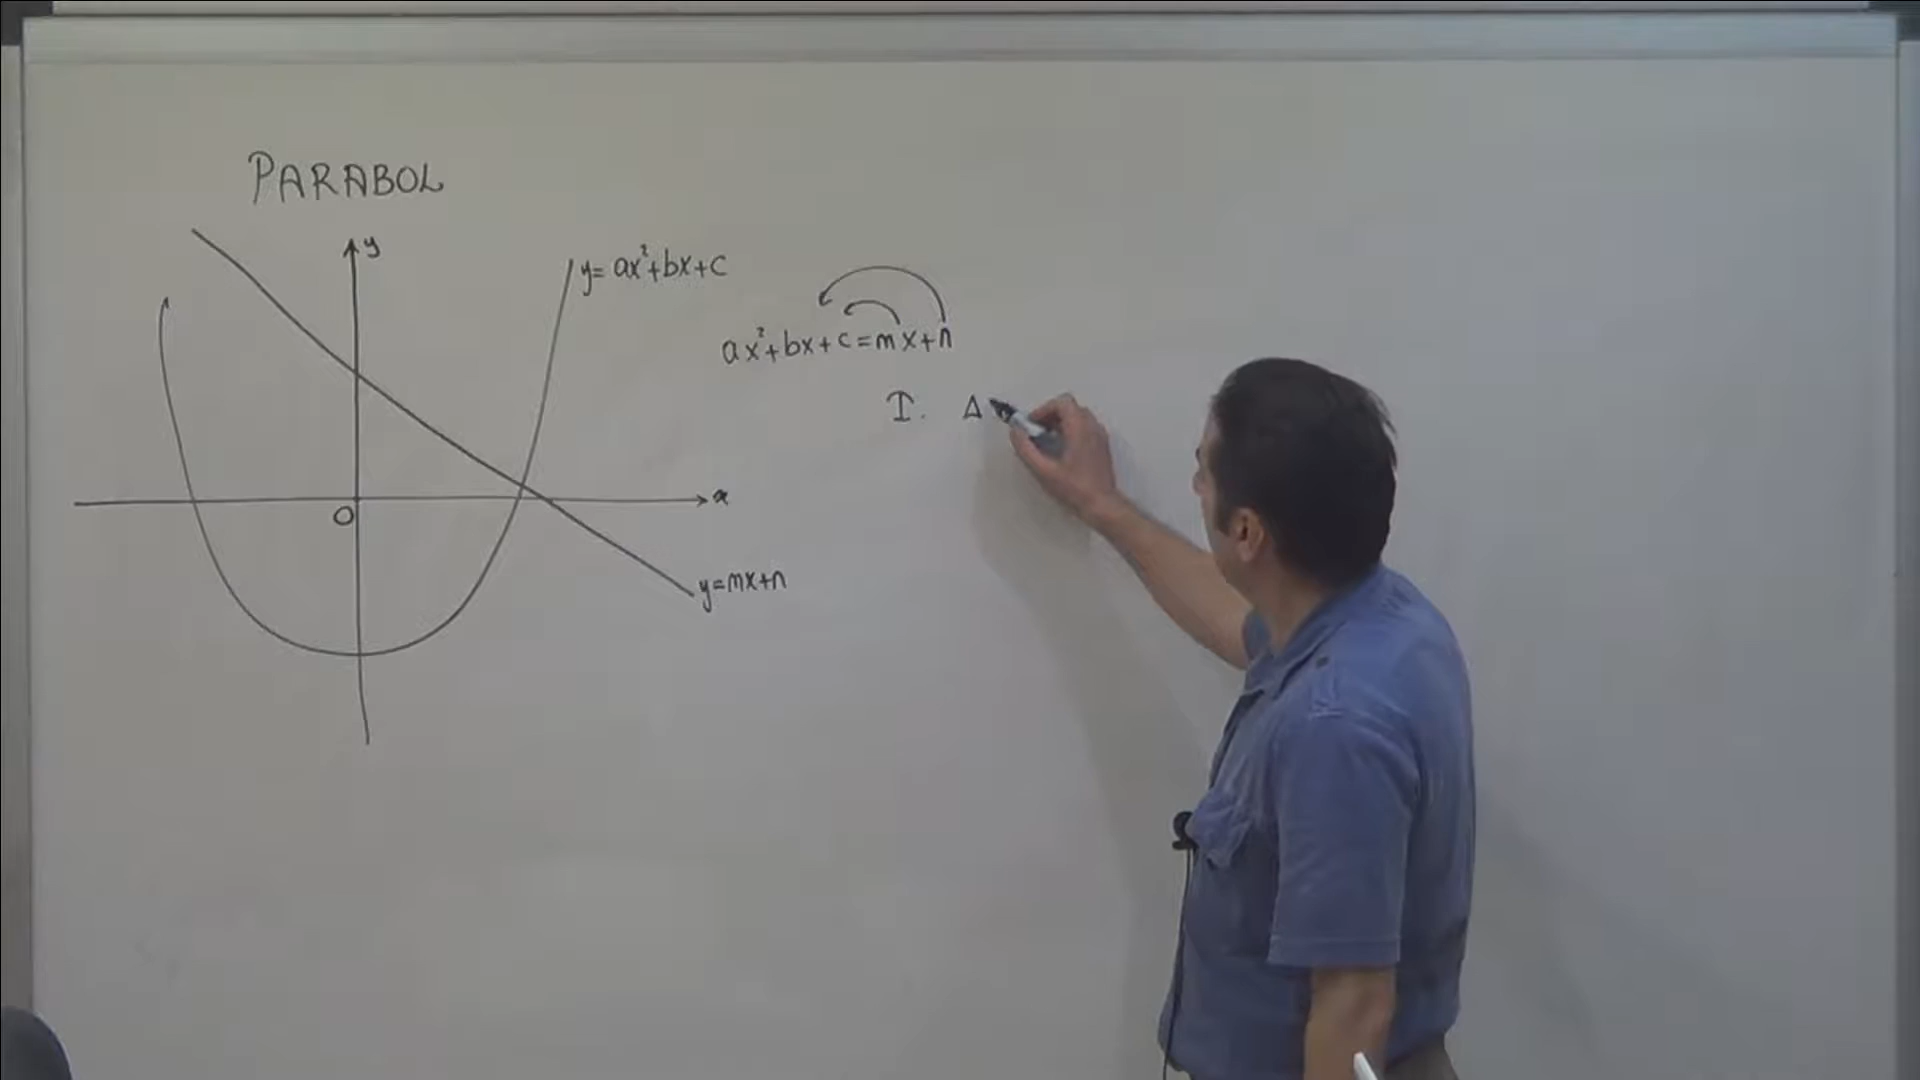 PARABOL
y
y=ax²+bx+c
ax²+bx+c=mx+n
I. Δ
x
O
y=mx+n